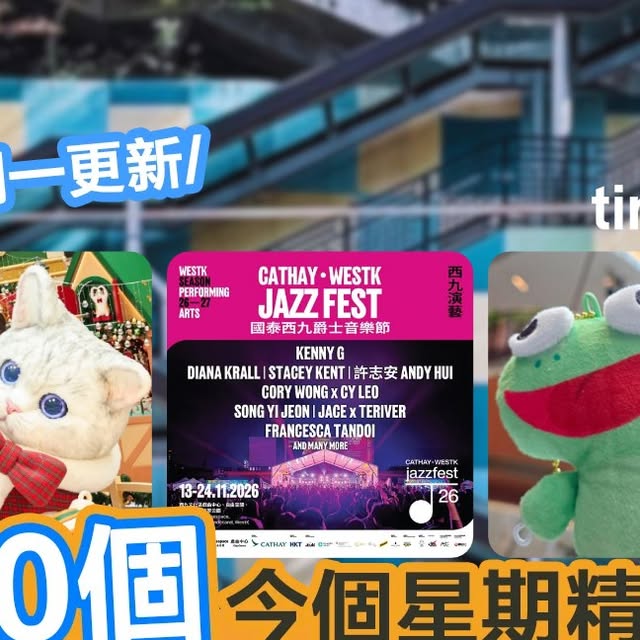 一更新/
tin
WESTK
SEASON
PERFORMING
26—27
ARTS
CATHAY · WESTK
JAZZ FEST
國泰西九爵士音樂節
西九演藝
KENNY G
DIANA KRALL | STACEY KENT | 許志安 ANDY HUI
CORY WONG x CY LEO
SONG YI JEON | JACE x TERIVER
FRANCESCA TANDOI
AND MANY MORE
CATHAY • WESTK
jazzfest
26
13-24.11.2026
CATHAY HKT
0個
今個星期精